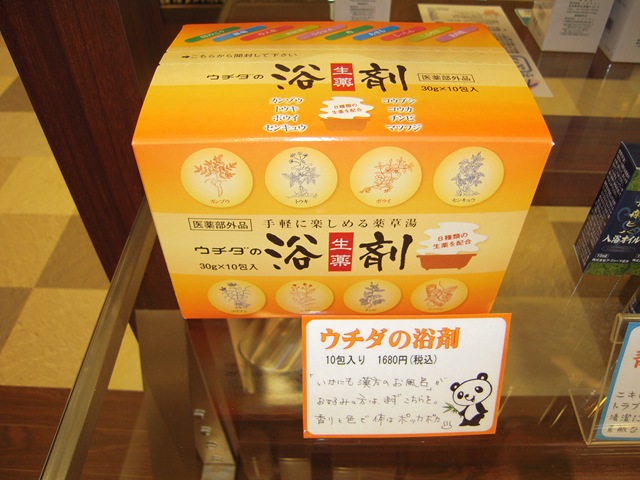 →こちらから開封して下さい
ウチダの 浴 生薬 剤
医薬部外品
30g×10包入
カンゾウ
トウキ
ボウイ
センキュウ
8種類の
生薬を配合
コウブシ
コウカ
チンピ
マツフジ
カンゾウ
トウキ
ボウイ
センキュウ
医薬部外品 手軽に楽しめる薬草湯
ウチダの 浴 生薬 剤
30g×10包入
8種類の
生薬を配合
ウチダの浴剤
10包入り 1680円(税込)
「いかにも漢方のお風呂」が
お好みの方は、まず こちらを。
香りと色で 体は ポッカポカ